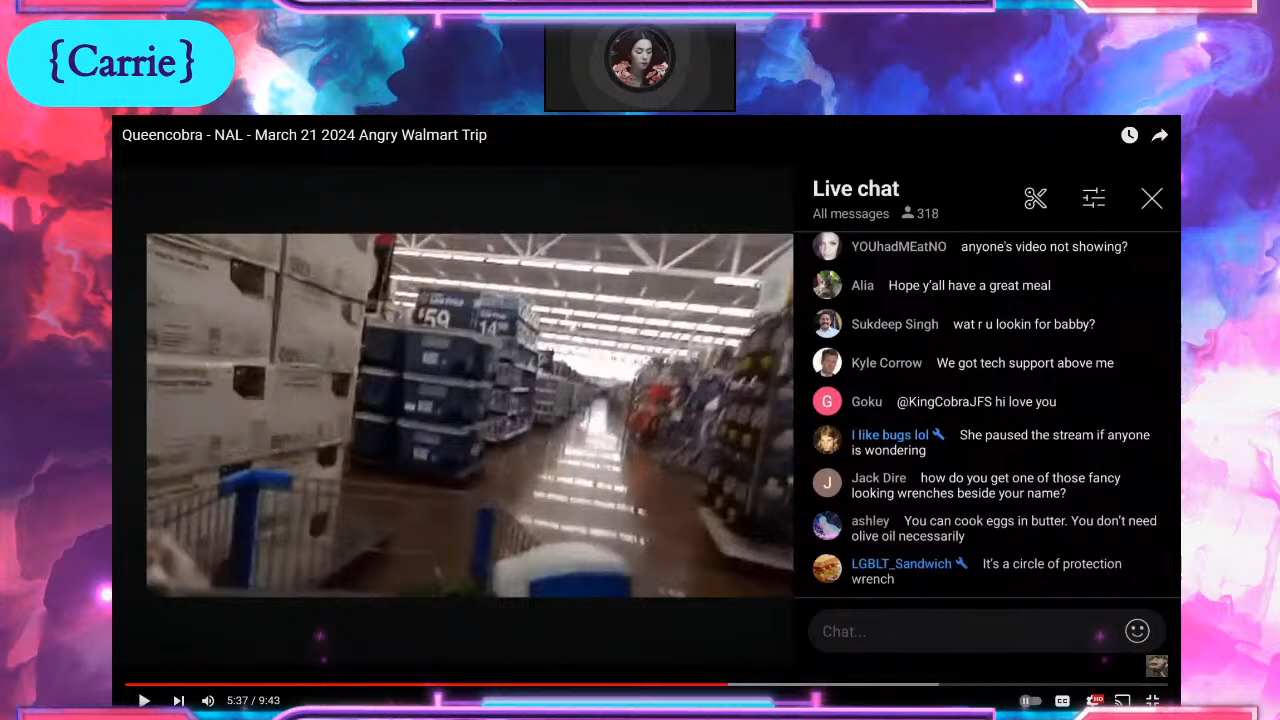 {Carrie}
Queencobra - NAL - March 21 2024 Angry Walmart Trip
Live chat
All messages 318
YOUhadMEatNO anyone's video not showing?
Alia Hope y'all have a great meal
Sukdeep Singh wat r u lookin for babby?
Kyle Corrow We got tech support above me
G Goku @KingCobraJFS hi love you
I like bugs lol She paused the stream if anyone
is wondering
J Jack Dire how do you get one of those fancy
looking wrenches beside your name?
ashley You can cook eggs in butter. You don't need
olive oil necessarily
LGBLT_Sandwich It's a circle of protection
wrench
Chat...
5:37 / 9:43
CC
HD
59
14